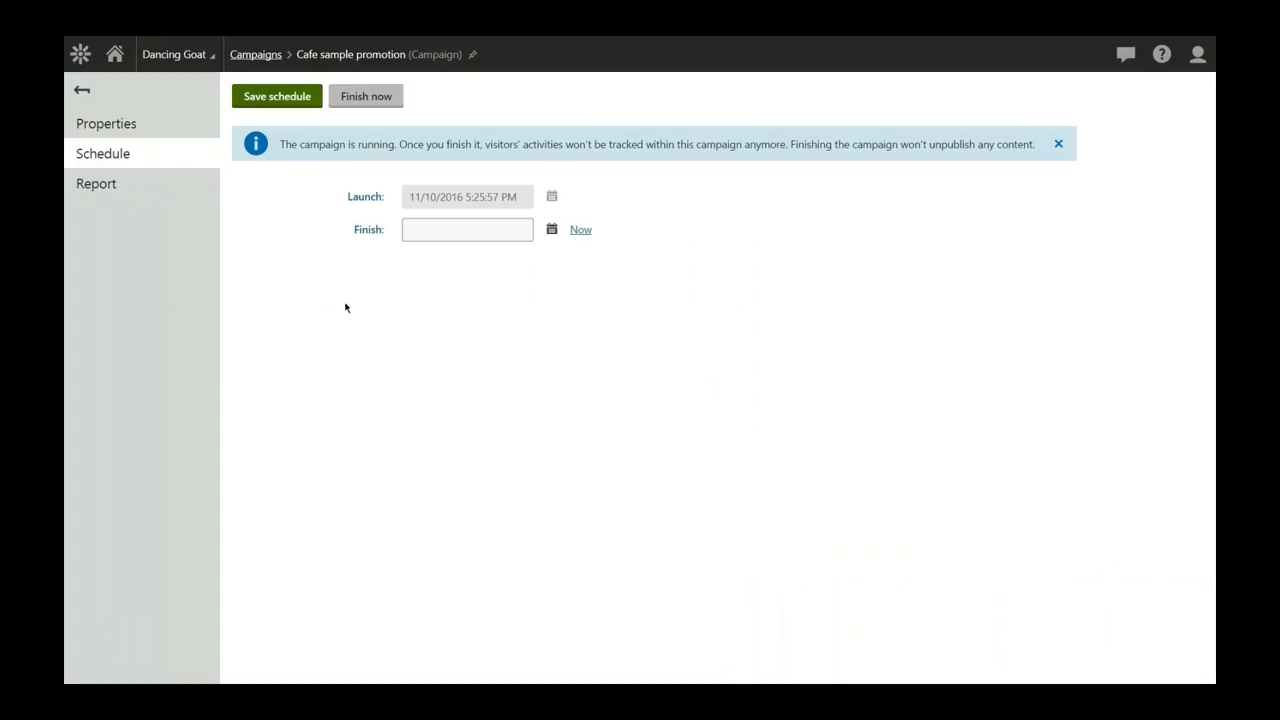 Dancing Goat Campaigns > Cafe sample promotion (Campaign)
Save schedule Finish now
Properties
The campaign is running. Once you finish it, visitors' activities won't be tracked within this campaign anymore. Finishing the campaign won't unpublish any content.
Schedule
Report
Launch: 11/10/2016 5:25:57 PM
Finish: Now